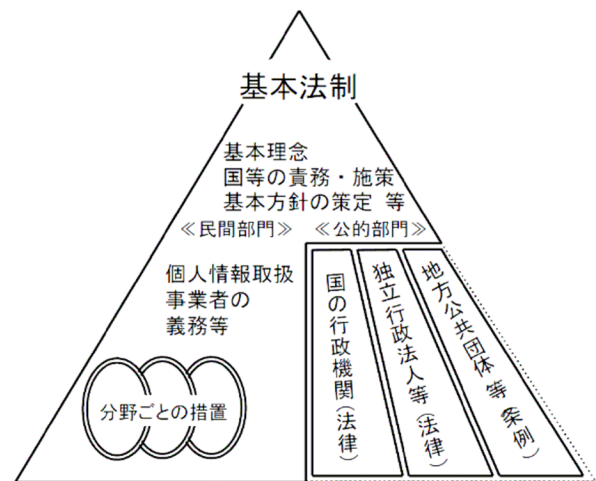 基本法制
基本理念
国等の責務・施策
基本方針の策定 等
≪民間部門≫ ≪公的部門≫
個人情報取扱
事業者の
義務等
分野ごとの措置
国の行政機関(法律)
独立行政法人等(法律)
地方公共団体等(条例)